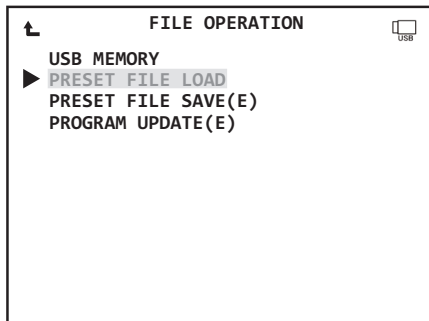 FILE OPERATION
USB
USB MEMORY
PRESET FILE LOAD
PRESET FILE SAVE(E)
PROGRAM UPDATE(E)